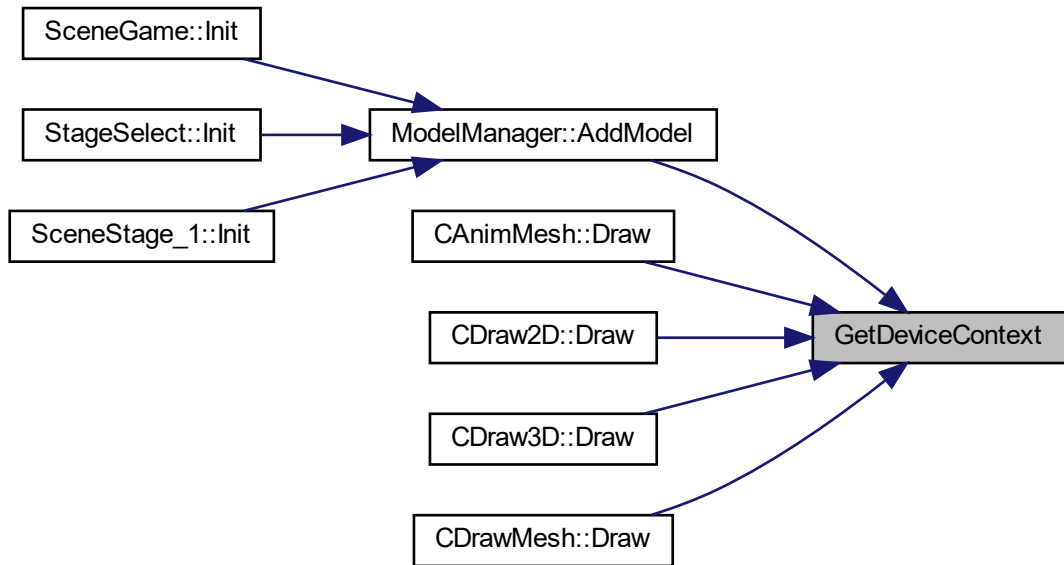 SceneGame::Init
StageSelect::Init
ModelManager::AddModel
SceneStage_1::Init
CAnimMesh::Draw
CDraw2D::Draw
GetDeviceContext
CDraw3D::Draw
CDrawMesh::Draw